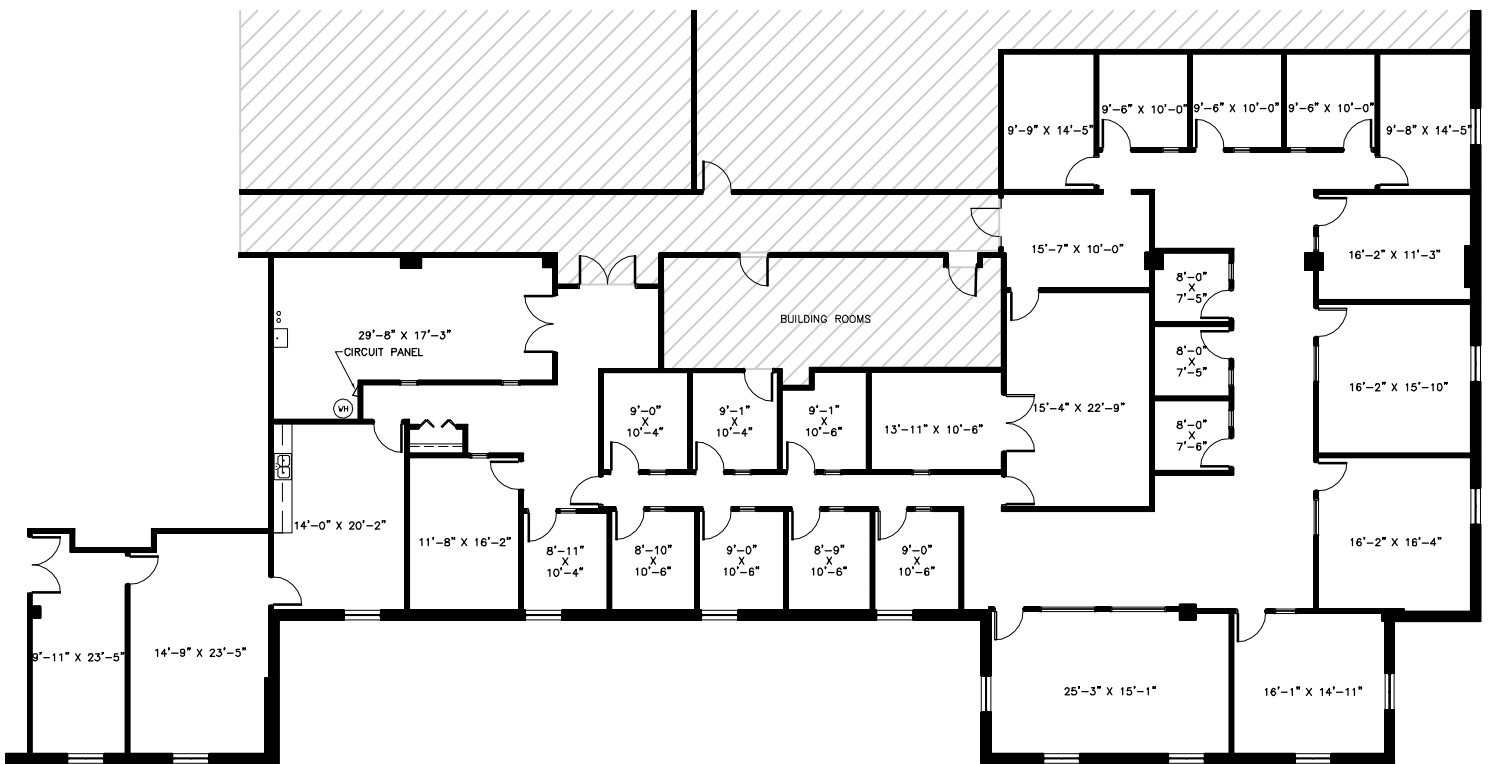 9'-6" X 10'-0"
9'-6" X 10'-0"
9'-6" X 10'-0"
9'-9" X 14'-5"
9'-8" X 14'-5"
15'-7" X 10'-0"
16'-2" X 11'-3"
8'-0"
X
7'-5"
BUILDING ROOMS
29'-8" X 17'-3"
CIRCUIT PANEL
WH
8'-0"
X
7'-5"
16'-2" X 15'-10"
9'-0"
X
10'-4"
9'-1"
X
10'-4"
9'-1"
X
10'-6"
13'-11" X 10'-6"
15'-4" X 22'-9"
8'-0"
X
7'-6"
14'-0" X 20'-2"
11'-8" X 16'-2"
8'-11"
X
10'-4"
8'-10"
X
10'-6"
9'-0"
X
10'-6"
8'-9"
X
10'-6"
9'-0"
X
10'-6"
16'-2" X 16'-4"
9'-11" X 23'-5"
14'-9" X 23'-5"
25'-3" X 15'-1"
16'-1" X 14'-11"